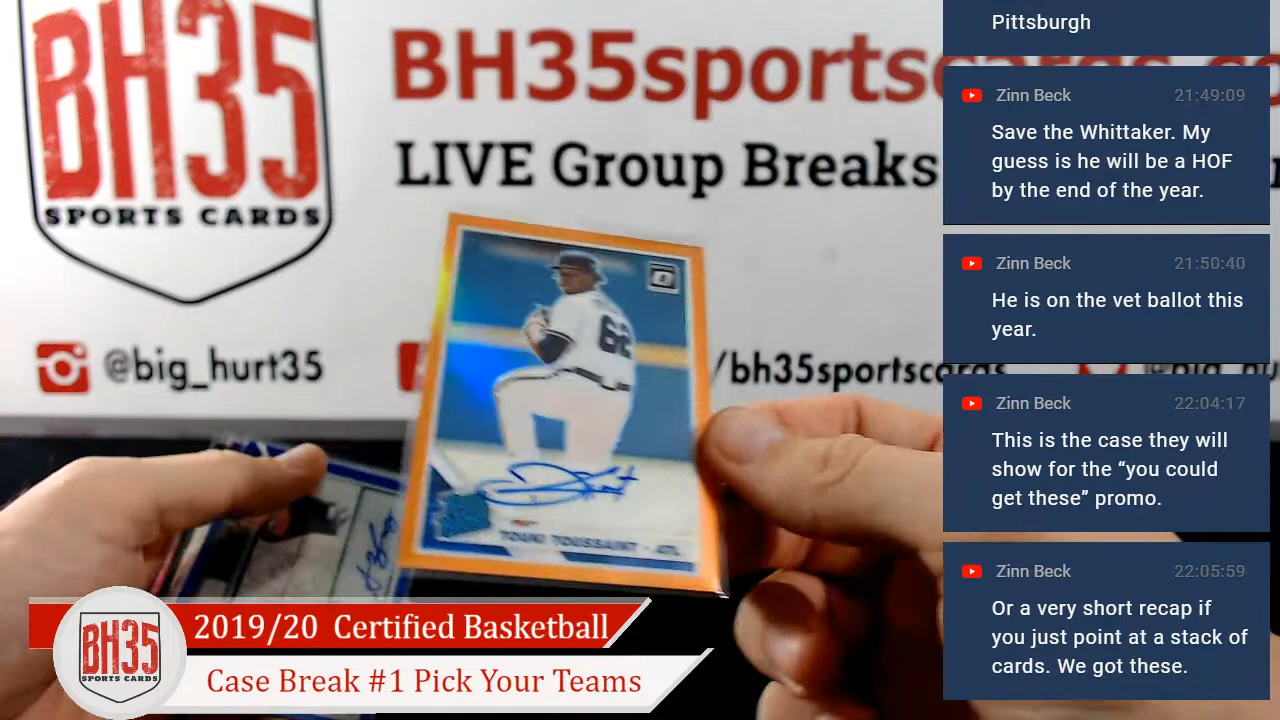 BH35
SPORTS CARDS
BH35sportsc
LIVE Group Breaks
@big_hurt35
/bh35sportscards
62
TOUKI TOUSSAINT - ATL
BH35
SPORTS CARDS
2019/20 Certified Basketball
Case Break #1 Pick Your Teams
Pittsburgh
Zinn Beck 21:49:09
Save the Whittaker. My
guess is he will be a HOF
by the end of the year.
Zinn Beck 21:50:40
He is on the vet ballot this
year.
Zinn Beck 22:04:17
This is the case they will
show for the “you could
get these” promo.
Zinn Beck 22:05:59
Or a very short recap if
you just point at a stack of
cards. We got these.